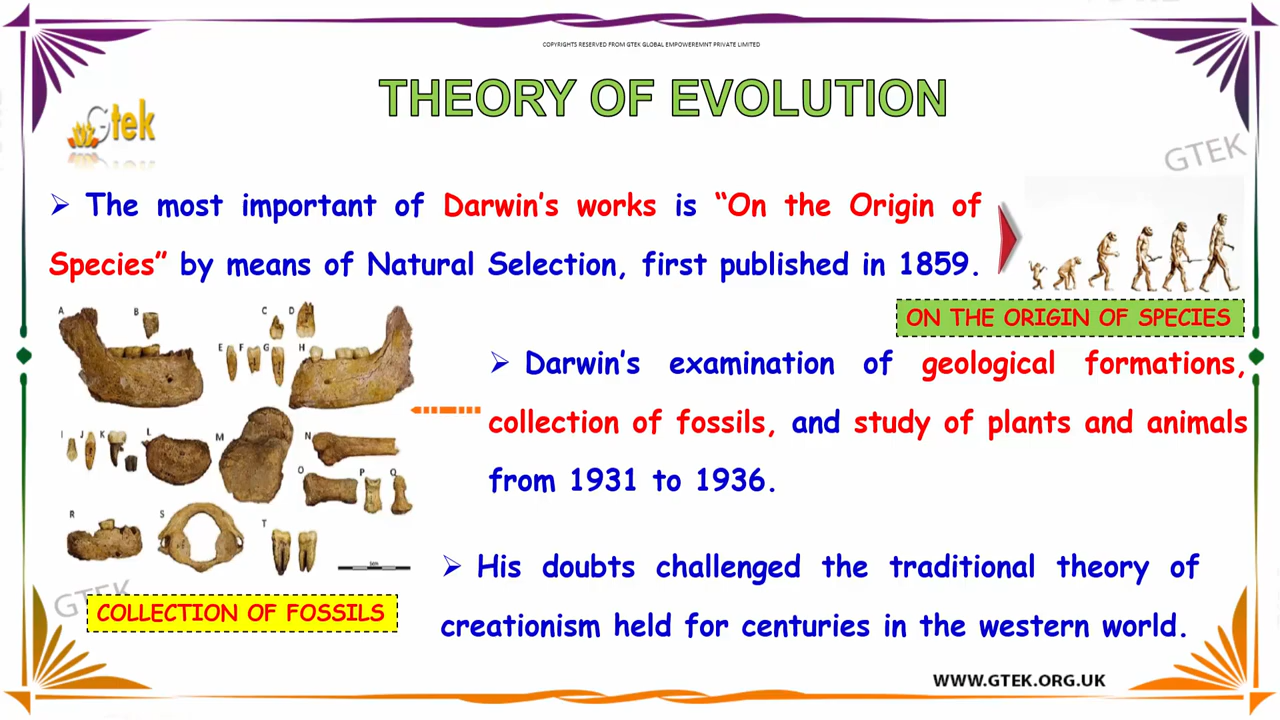 COPYRIGHTS RESERVED FROM GTEK GLOBAL EMPOWEREMNT PRIVATE LIMITED
THEORY OF EVOLUTION
Gtek
GTEK
➢ The most important of Darwin’s works is “On the Origin of
Species” by means of Natural Selection, first published in 1859.
ON THE ORIGIN OF SPECIES
A B C D
E F G H
I J K L M N
O P Q
R S T
➢ Darwin’s examination of geological formations,
collection of fossils, and study of plants and animals
from 1931 to 1936.
➢ His doubts challenged the traditional theory of
creationism held for centuries in the western world.
GTEK
COLLECTION OF FOSSILS
WWW.GTEK.ORG.UK